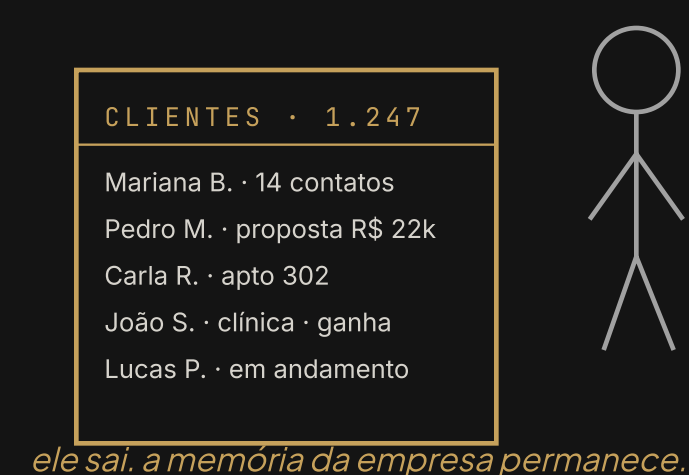 CLIENTES · 1.247
Mariana B. · 14 contatos
Pedro M. · proposta R$ 22k
Carla R. · apto 302
João S. · clínica · ganha
Lucas P. · em andamento
ele sai. a memória da empresa permanece.